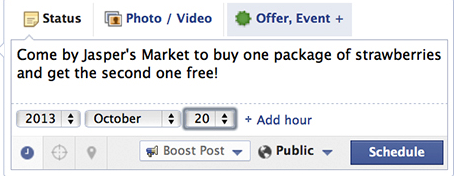 Status Photo / Video Offer, Event +
Come by Jasper's Market to buy one package of strawberries
and get the second one free!
2013 October 20 + Add hour
Boost Post Public Schedule